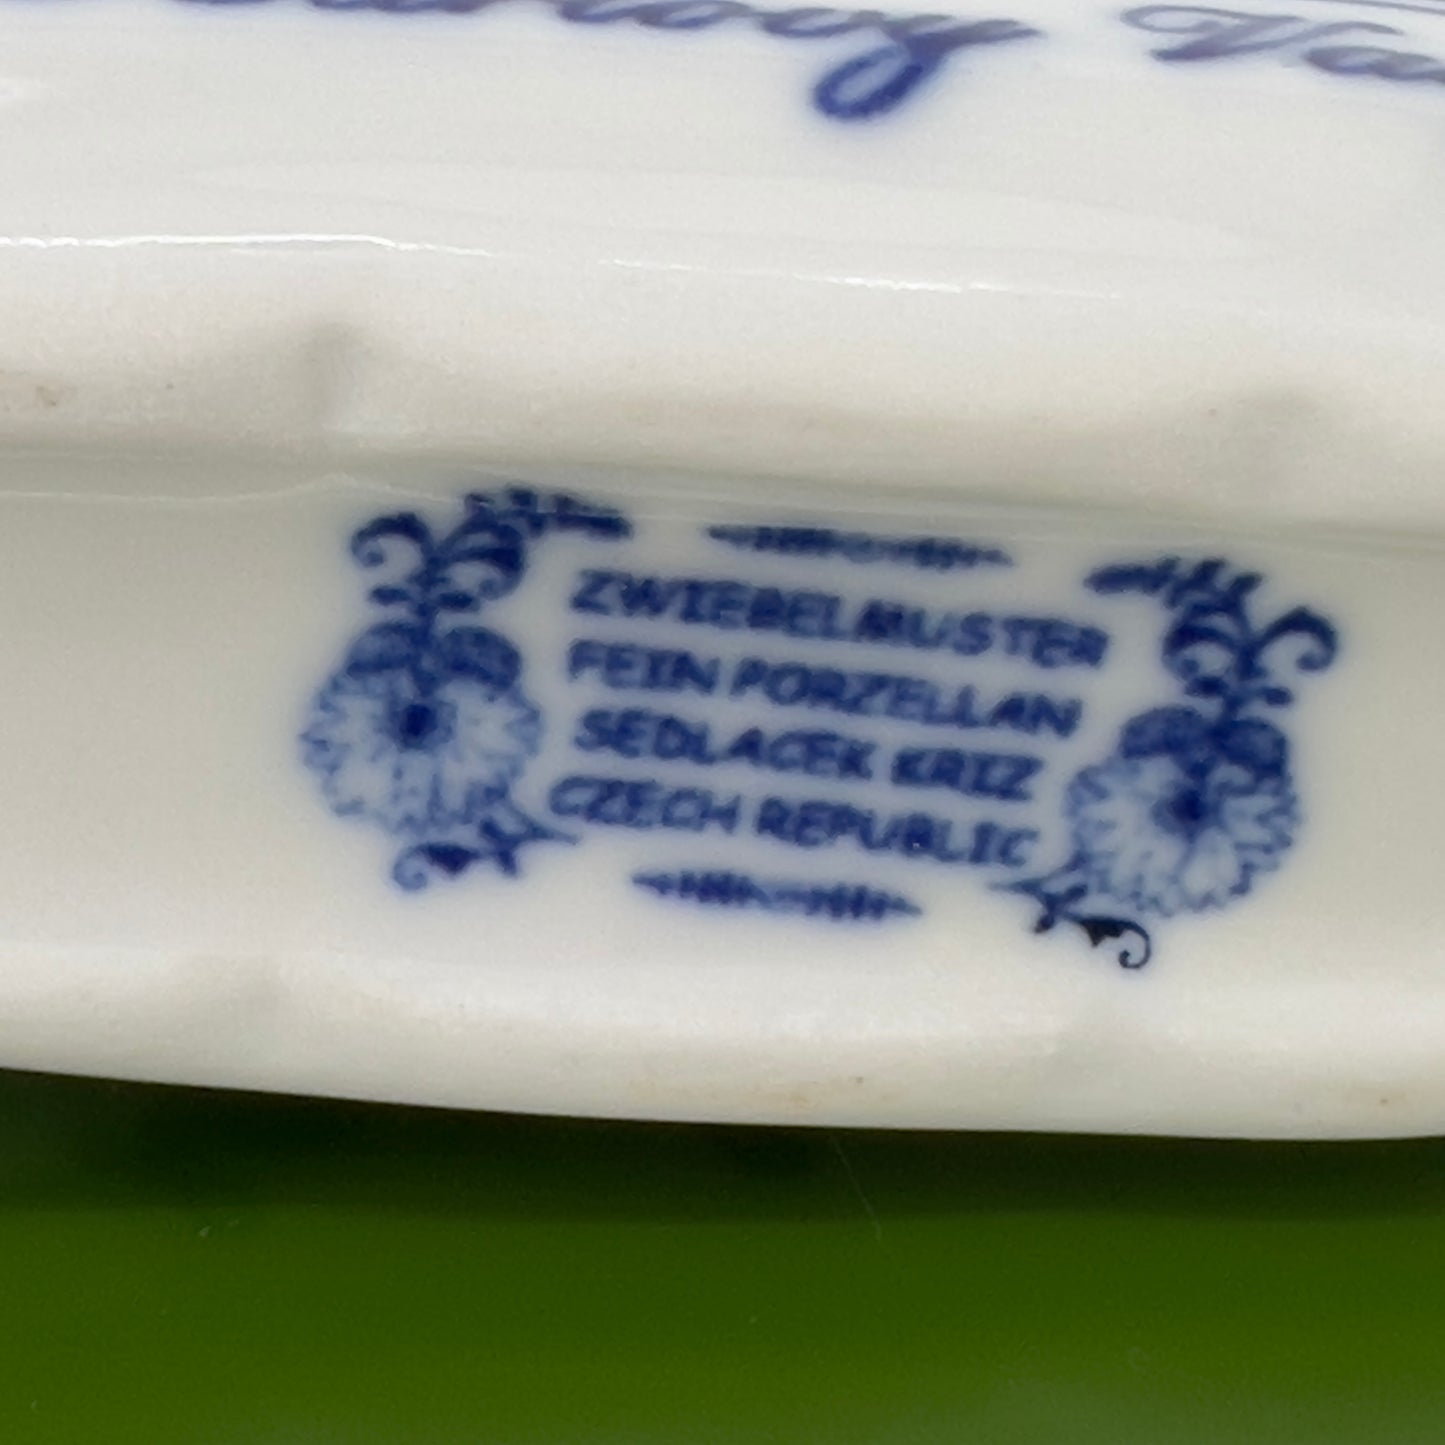 ZWIEBELMUSTER
FEIN PORZELLAN
SEDLACEK KRIZ
CZECH REPUBLIC